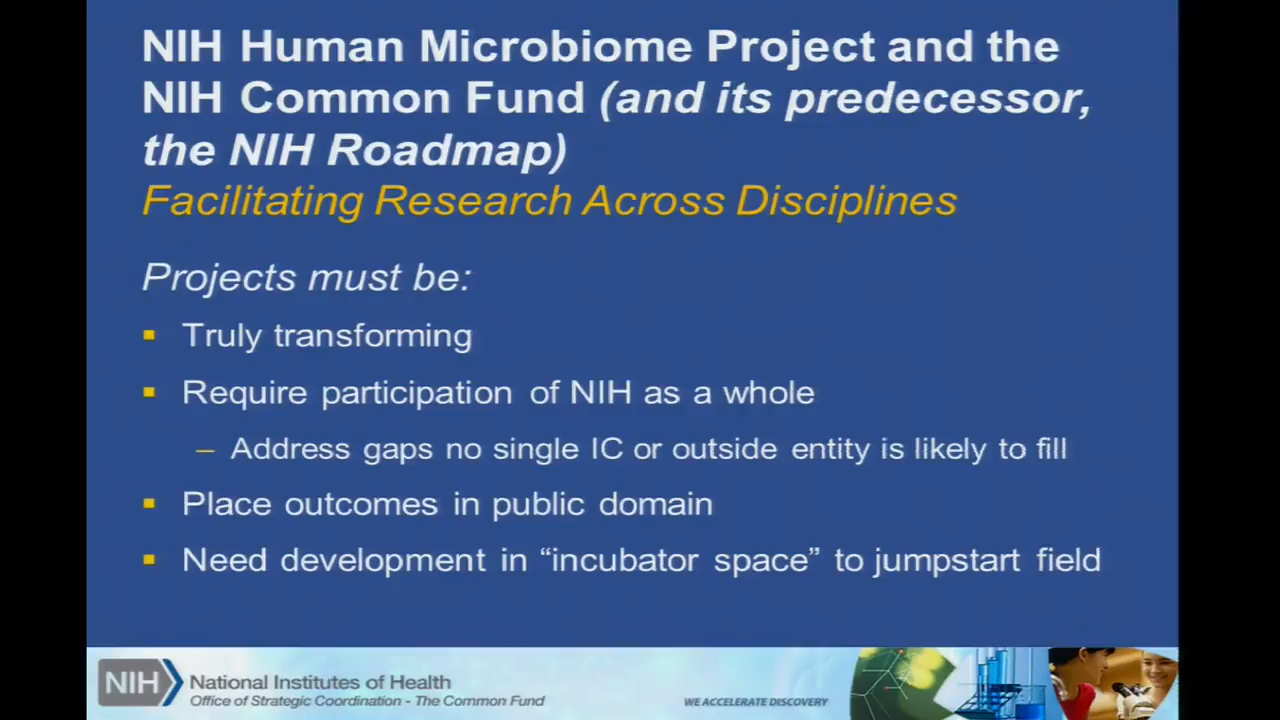 NIH Human Microbiome Project and the
NIH Common Fund (and its predecessor,
the NIH Roadmap)
Facilitating Research Across Disciplines
Projects must be:
▪ Truly transforming
▪ Require participation of NIH as a whole
– Address gaps no single IC or outside entity is likely to fill
▪ Place outcomes in public domain
▪ Need development in “incubator space” to jumpstart field
NIH
National Institutes of Health
Office of Strategic Coordination - The Common Fund
WE ACCELERATE DISCOVERY